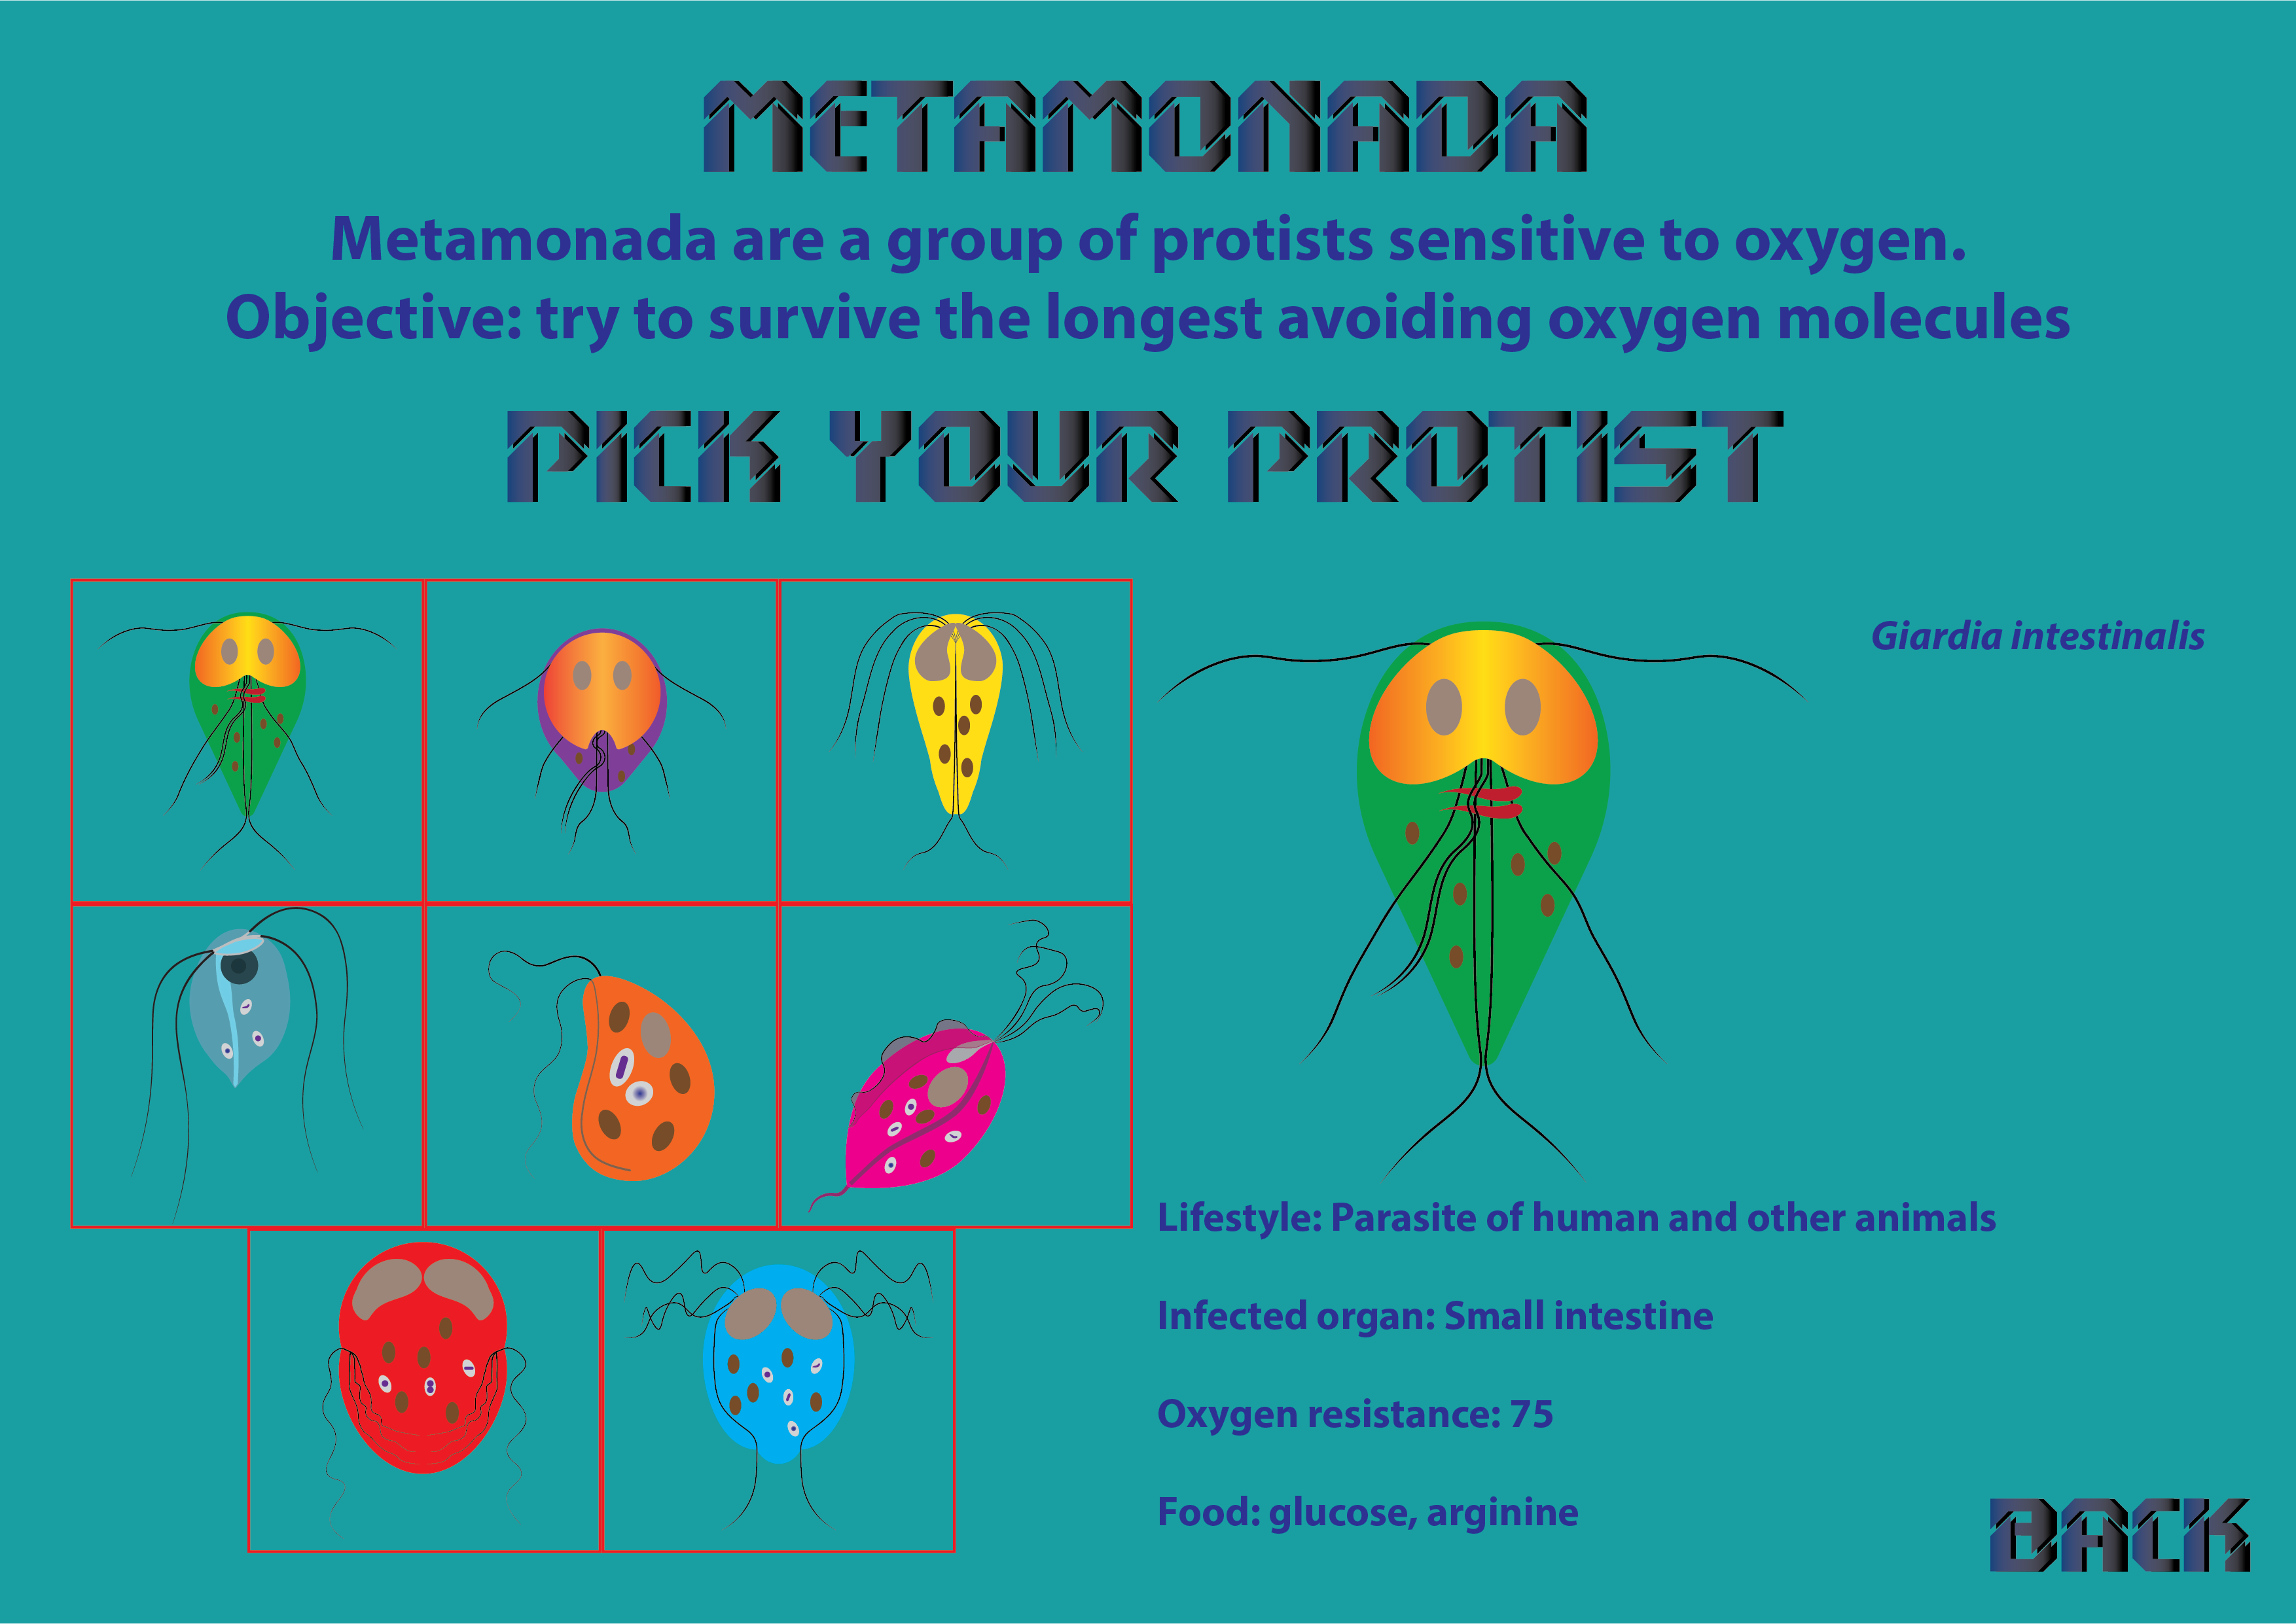 METAMONADA
Metamonada are a group of protists sensitive to oxygen.
Objective: try to survive the longest avoiding oxygen molecules
PICK YOUR PROTIST
Giardia intestinalis
Lifestyle: Parasite of human and other animals
Infected organ: Small intestine
Oxygen resistance: 75
Food: glucose, arginine
BACK